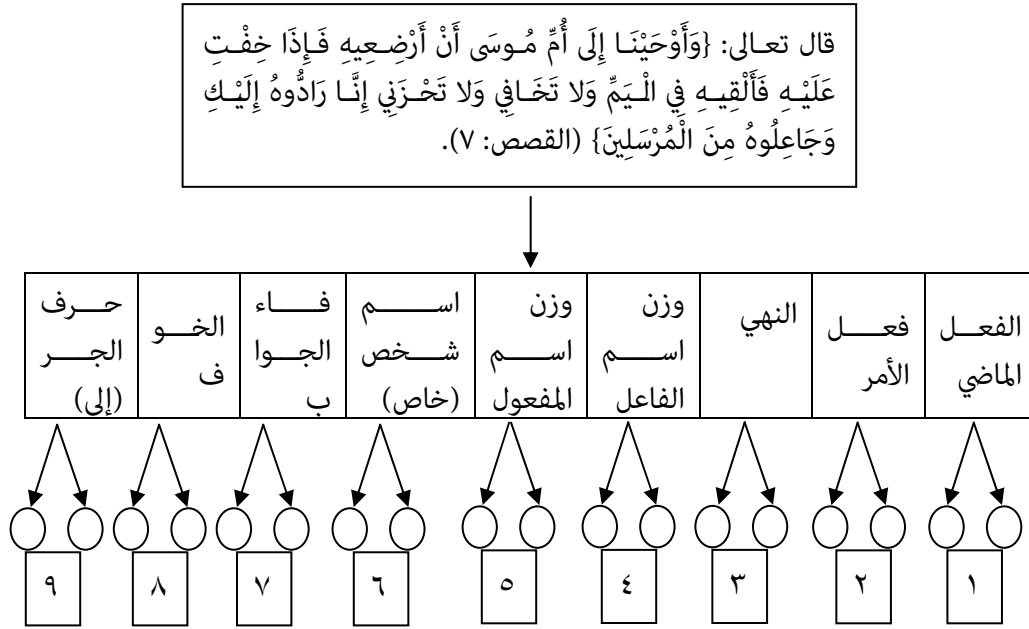 قال تعالى: {وَأَوْحَيْنَا إِلَى أُمِّ مُوسَى أَنْ أَرْضِعِيهِ فَإِذَا خِفْتِ
عَلَيْهِ فَأَلْقِيهِ فِي الْيَمِّ وَلا تَخَافِي وَلا تَحْزَنِي إِنَّا رَادُّوهُ إِلَيْكِ
وَجَاعِلُوهُ مِنَ الْمُرْسَلِينَ} (القصص: ٧).
الفعل
الماضي
فعل
الأمر
النهي
وزن
اسم
الفاعل
وزن
اسم
المفعول
اسم
شخص
(خاص)
فاء
الجوا
ب
الخو
ف
حرف
الجر
(إلى)
١
٢
٣
٤
٥
٦
٧
٨
٩